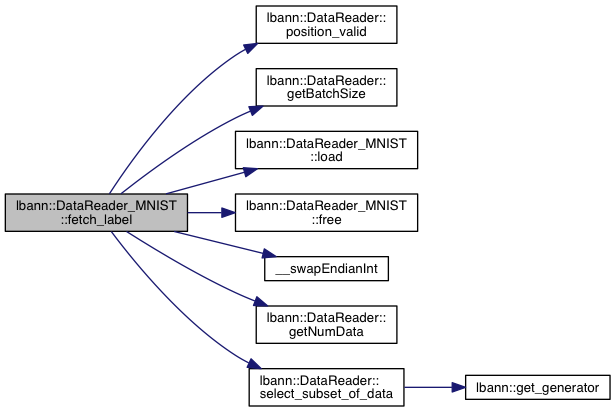 lbann::DataReader::
position_valid
lbann::DataReader::
getBatchSize
lbann::DataReader_MNIST
::load
lbann::DataReader_MNIST
::fetch_label
lbann::DataReader_MNIST
::free
__swapEndianInt
lbann::DataReader::
getNumData
lbann::DataReader::
select_subset_of_data
lbann::get_generator